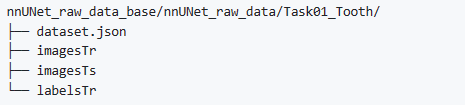 nnUNet_raw_data_base/nnUNet_raw_data/Task01_Tooth/
├── dataset.json
├── imagesTr
├── imagesTs
└── labelsTr